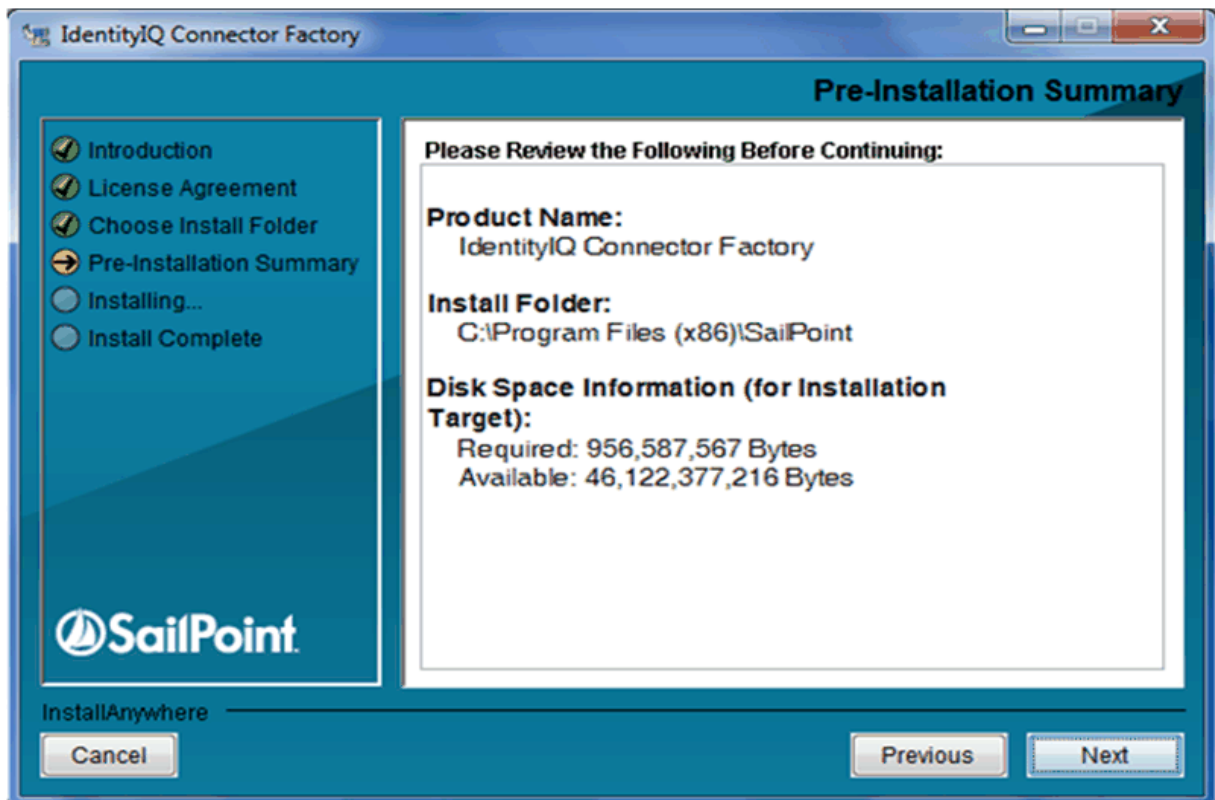 IdentityIQ Connector Factory
Pre-Installation Summary
Introduction
License Agreement
Choose Install Folder
Pre-Installation Summary
Installing...
Install Complete
SailPoint
Please Review the Following Before Continuing:
Product Name:
IdentityIQ Connector Factory
Install Folder:
C:\Program Files (x86)\SailPoint
Disk Space Information (for Installation
Target):
Required: 956,587,567 Bytes
Available: 46,122,377,216 Bytes
InstallAnywhere
Cancel
Previous
Next